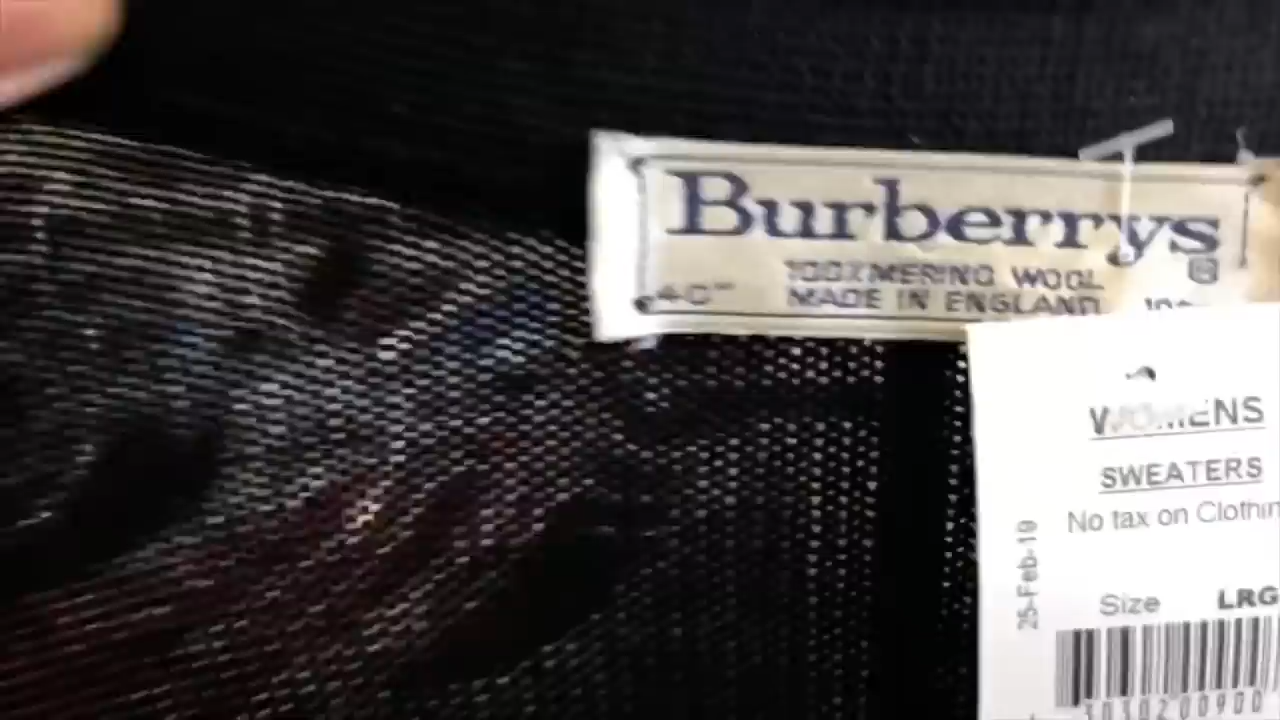 Burberrys
®
100% MERINO WOOL
40"
MADE IN ENGLAND
WOMENS
SWEATERS
No tax on Clothin
25-Feb-19
Size LRG
3030200900